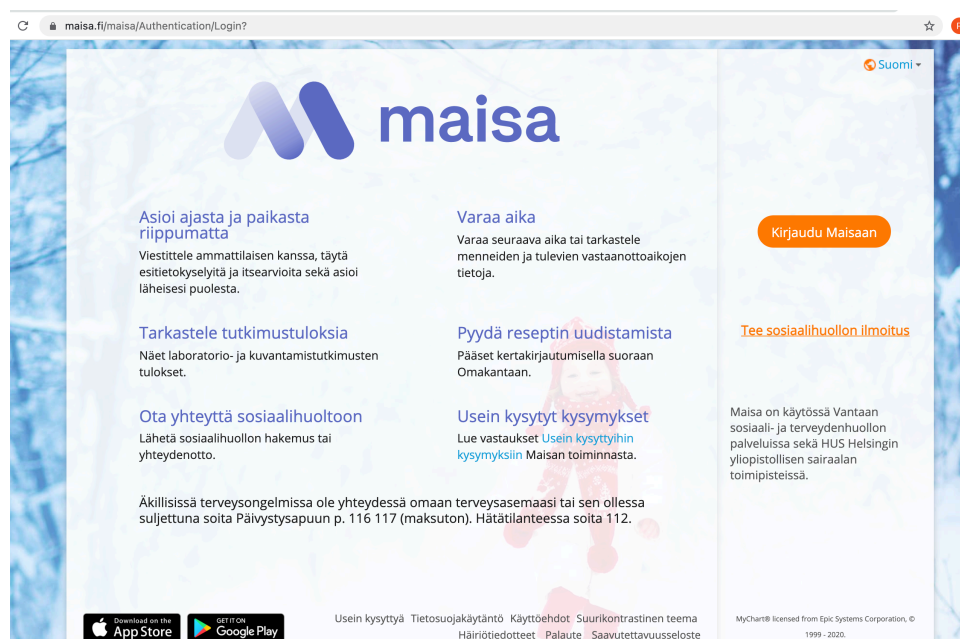 maisa.fi/maisa/Authentication/Login?
Suomi
maisa
Asioi ajasta ja paikasta
riippumatta
Viestittele ammattilaisen kanssa, täytä
esitietokyselyitä ja itsearvioita sekä asioi
läheisesi puolesta.
Varaa aika
Varaa seuraava aika tai tarkastele
menneiden ja tulevien vastaanottoaikojen
tietoja.
Kirjaudu Maisaan
Tarkastele tutkimustuloksia
Näet laboratorio- ja kuvantamistutkimusten
tulokset.
Pyydä reseptin uudistamista
Pääset kertakirjautumisella suoraan
Omakantaan.
Tee sosiaalihuollon ilmoitus
Ota yhteyttä sosiaalihuoltoon
Lähetä sosiaalihuollon hakemus tai
yhteydenotto.
Usein kysytyt kysymykset
Lue vastaukset Usein kysyttyihin
kysymyksiin Maisan toiminnasta.
Maisa on käytössä Vantaan
sosiaali- ja terveydenhuollon
palveluissa sekä HUS Helsingin
yliopistollisen sairaalan
toimipisteissä.
Äkillisissä terveysongelmissa ole yhteydessä omaan terveysasemaasi tai sen ollessa
suljettuna soita Päivystysapuun p. 116 117 (maksuton). Hätätilanteessa soita 112.
Download on the
App Store
GET IT ON
Google Play
Usein kysyttyä Tietosuojakäytäntö Käyttöehdot Suurikontrastinen teema
Häiriötiedotteet Palaute Saavutettavuusseloste
MyChart® licensed from Epic Systems Corporation, ©
1999 - 2020.